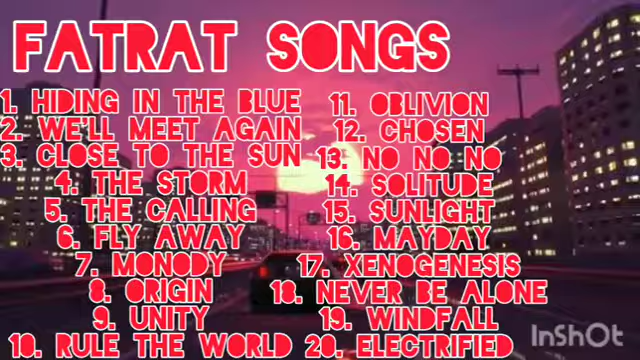 FATRAT SONGS
1. HIDING IN THE BLUE
2. WE'LL MEET AGAIN
3. CLOSE TO THE SUN
4. THE STORM
5. THE CALLING
6. FLY AWAY
7. MONODY
8. ORIGIN
9. UNITY
10. RULE THE WORLD
11. OBLIVION
12. CHOSEN
13. NO NO NO
14. SOLITUDE
15. SUNLIGHT
16. MAYDAY
17. XENOGENESIS
18. NEVER BE ALONE
19. WINDFALL
20. ELECTRIFIED
InShOt